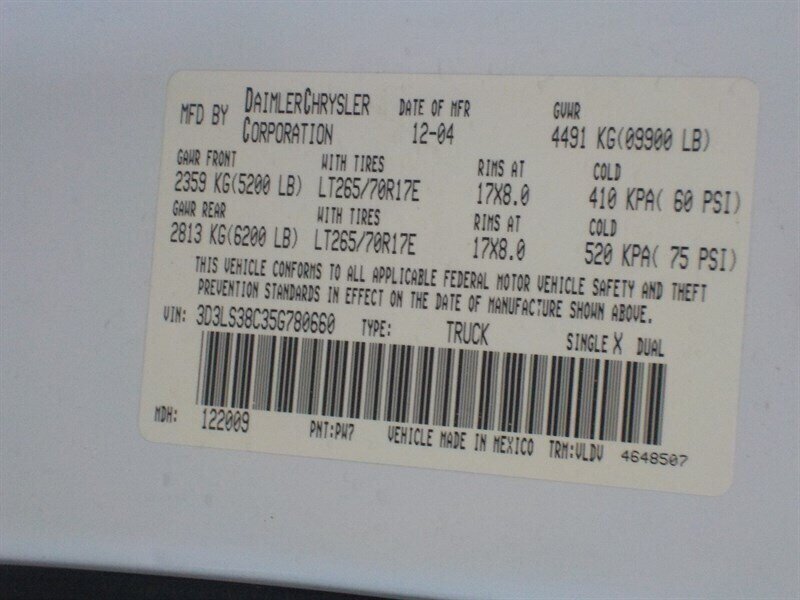 MFD BY DAIMLERCHRYSLER CORPORATION DATE OF MFR 12-04 GVWR 4491 KG(09900 LB)
GAWR FRONT WITH TIRES RIMS AT COLD
2359 KG(5200 LB) LT265/70R17E 17X8.0 410 KPA( 60 PSI)
GAWR REAR WITH TIRES RIMS AT COLD
2813 KG(6200 LB) LT265/70R17E 17X8.0 520 KPA( 75 PSI)
THIS VEHICLE CONFORMS TO ALL APPLICABLE FEDERAL MOTOR VEHICLE SAFETY AND THEFT
PREVENTION STANDARDS IN EFFECT ON THE DATE OF MANUFACTURE SHOWN ABOVE.
VIN: 3D3LS38C35G780660 TYPE: TRUCK SINGLE X DUAL
MDH: 122009 PNT:PW7 VEHICLE MADE IN MEXICO TRM:VLDV 4648507